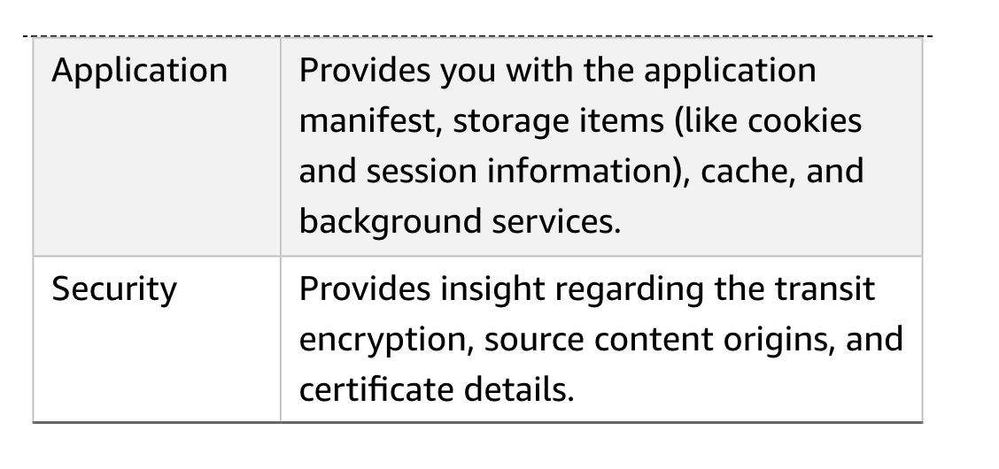 Application
Provides you with the application
manifest, storage items (like cookies
and session information), cache, and
background services.
Security
Provides insight regarding the transit
encryption, source content origins, and
certificate details.